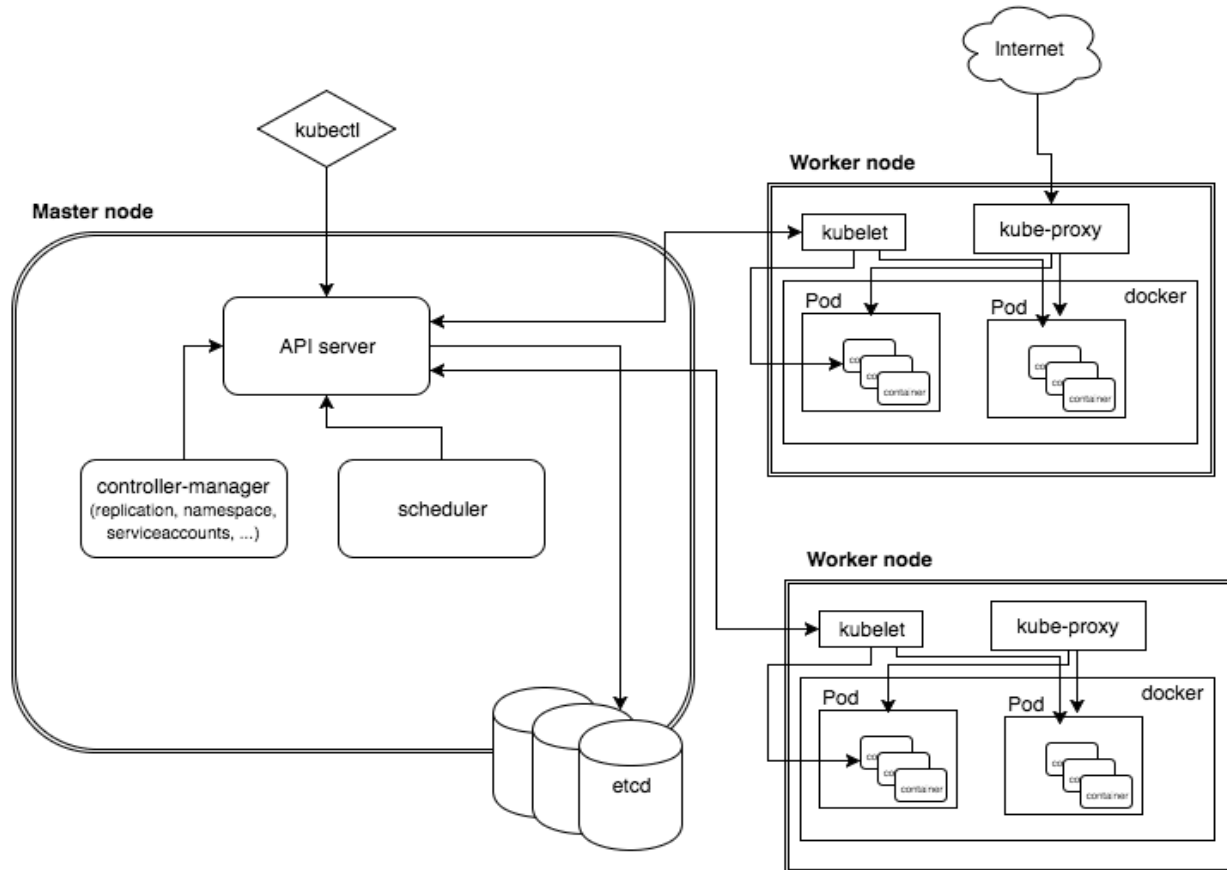 Internet
kubectl
Worker node
Master node
kubelet
kube-proxy
docker
Pod
Pod
API server
container
container
controller-manager
(replication, namespace,
serviceaccounts, ...)
scheduler
Worker node
kubelet
kube-proxy
docker
Pod
Pod
container
container
etcd